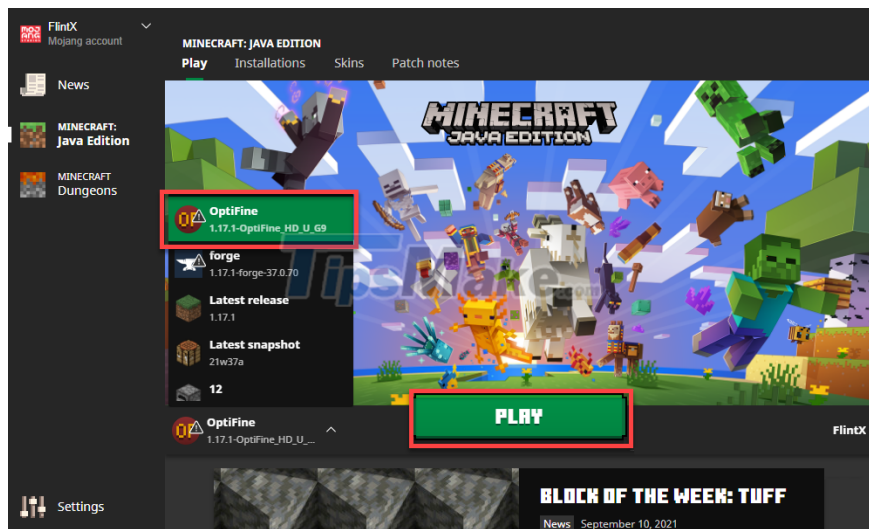 MOJANG
FlintX
Mojang account
News
MINECRAFT:
Java Edition
MINECRAFT
Dungeons
Settings
MINECRAFT: JAVA EDITION
Play Installations Skins Patch notes
MINECRAFT
JAVA EDITION
OptiFine
1.17.1-OptiFine_HD_U_G9
forge
1.17.1-forge-37.0.70
Latest release
1.17.1
Latest snapshot
21w37a
12
TipsMake.com
OptiFine
1.17.1-OptiFine_HD_U_...
PLAY
FlintX
BLOCK OF THE WEEK: TUFF
News September 10, 2021